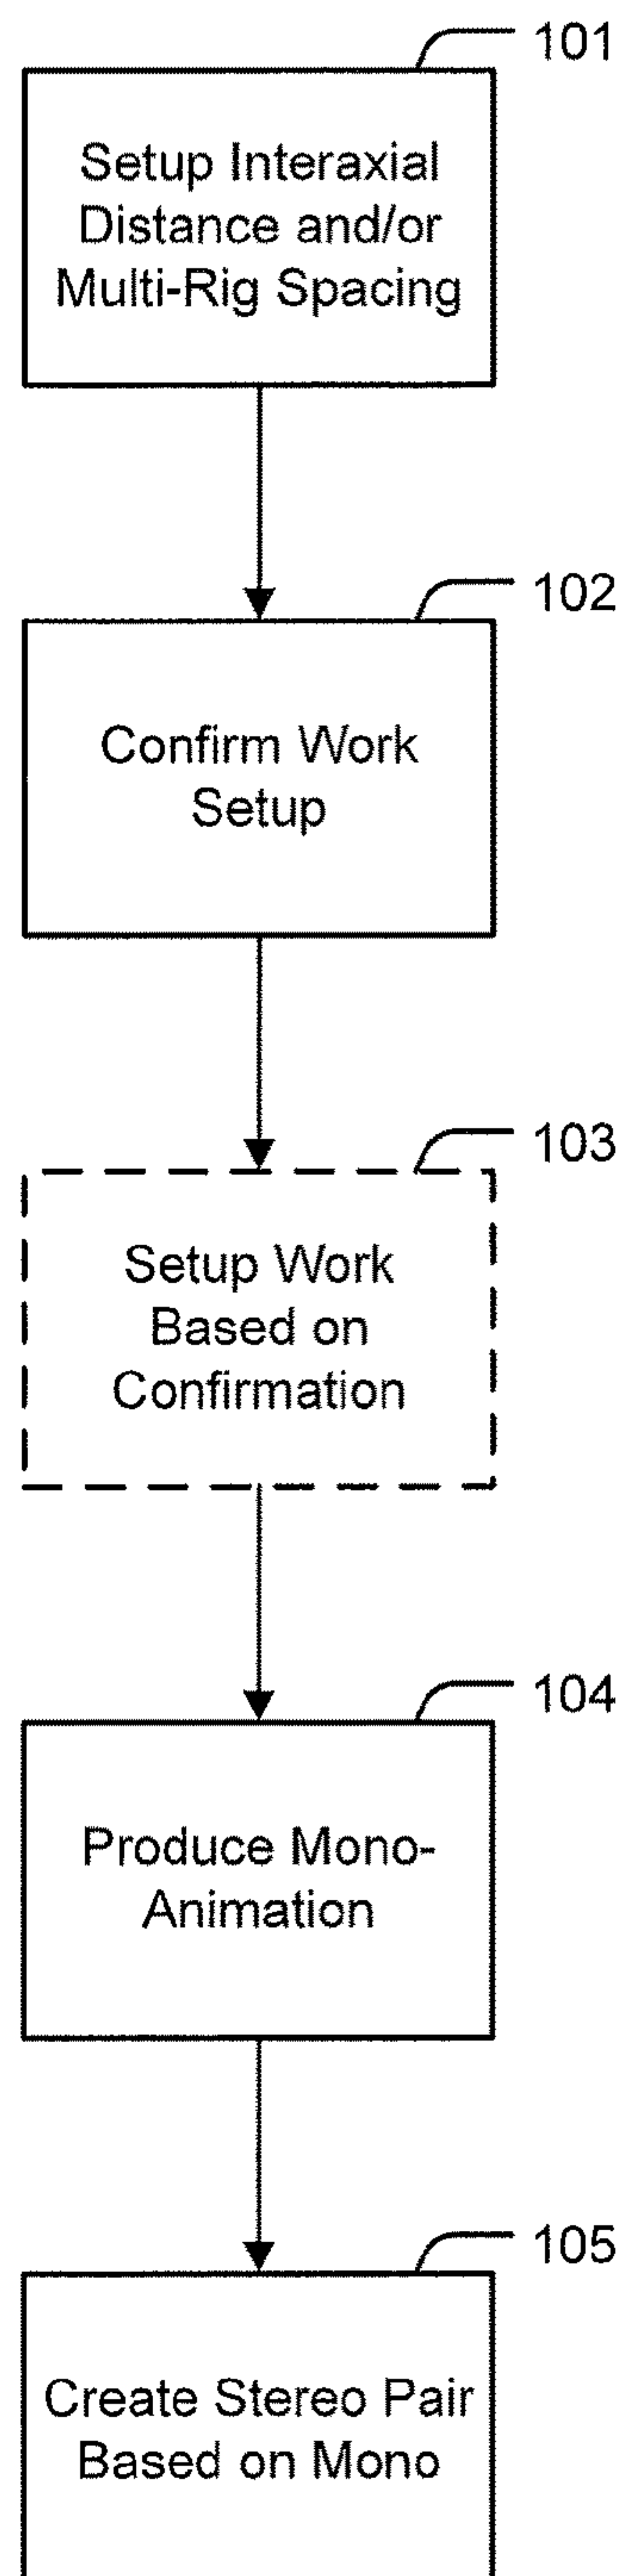 101
Setup Interaxial
Distance and/or
Multi-Rig Spacing
102
Confirm Work
Setup
103
Setup Work
Based on
Confirmation
104
Produce Mono-
Animation
105
Create Stereo Pair
Based on Mono